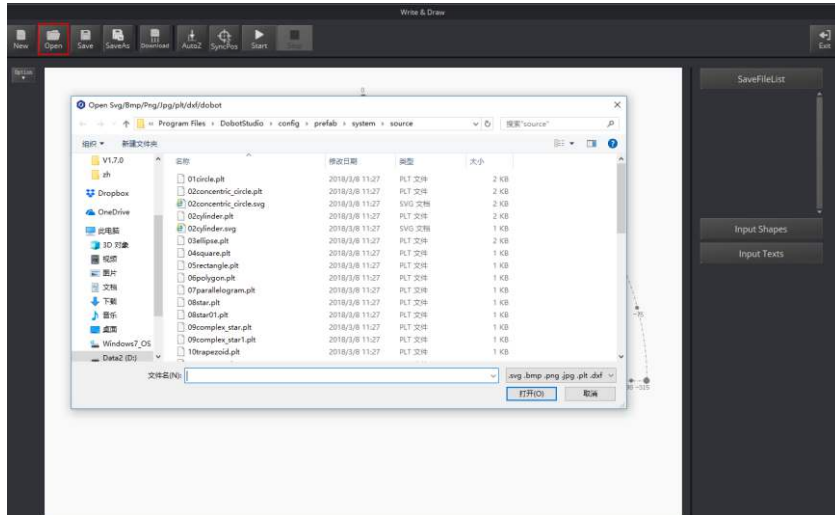 Write & Draw
New Open Save SaveAs Download AutoZ SyncPos Start Exit
Option
SaveFileList
Input Shapes
Input Texts
Open Svg/Bmp/Png/Jpg/plt/dxf/dobot
« Program Files › DobotStudio › config › prefab › system › source
搜索"source"
组织 新建文件夹
名称 修改日期 类型 大小
V1.7.0
zh
Dropbox
OneDrive
此电脑
3D 对象
视频
图片
文档
下载
音乐
桌面
Windows7_OS
Data2 (D:)
01circle.plt 2018/3/8 11:27 PLT 文件 2 KB
02concentric_circle.plt 2018/3/8 11:27 PLT 文件 2 KB
02concentric_circle.svg 2018/3/8 11:27 SVG 文档 2 KB
02cylinder.plt 2018/3/8 11:27 PLT 文件 2 KB
02cylinder.svg 2018/3/8 11:27 SVG 文档 1 KB
03ellipse.plt 2018/3/8 11:27 PLT 文件 2 KB
04square.plt 2018/3/8 11:27 PLT 文件 1 KB
05rectangle.plt 2018/3/8 11:27 PLT 文件 1 KB
06polygon.plt 2018/3/8 11:27 PLT 文件 1 KB
07parallelogram.plt 2018/3/8 11:27 PLT 文件 1 KB
08star.plt 2018/3/8 11:27 PLT 文件 1 KB
08star01.plt 2018/3/8 11:27 PLT 文件 1 KB
09complex_star.plt 2018/3/8 11:27 PLT 文件 1 KB
09complex_star1.plt 2018/3/8 11:27 PLT 文件 1 KB
10trapezoid.plt 2018/3/8 11:27 PLT 文件 1 KB
文件名(N):
.svg .bmp .png .jpg .plt .dxf
打开(O) 取消